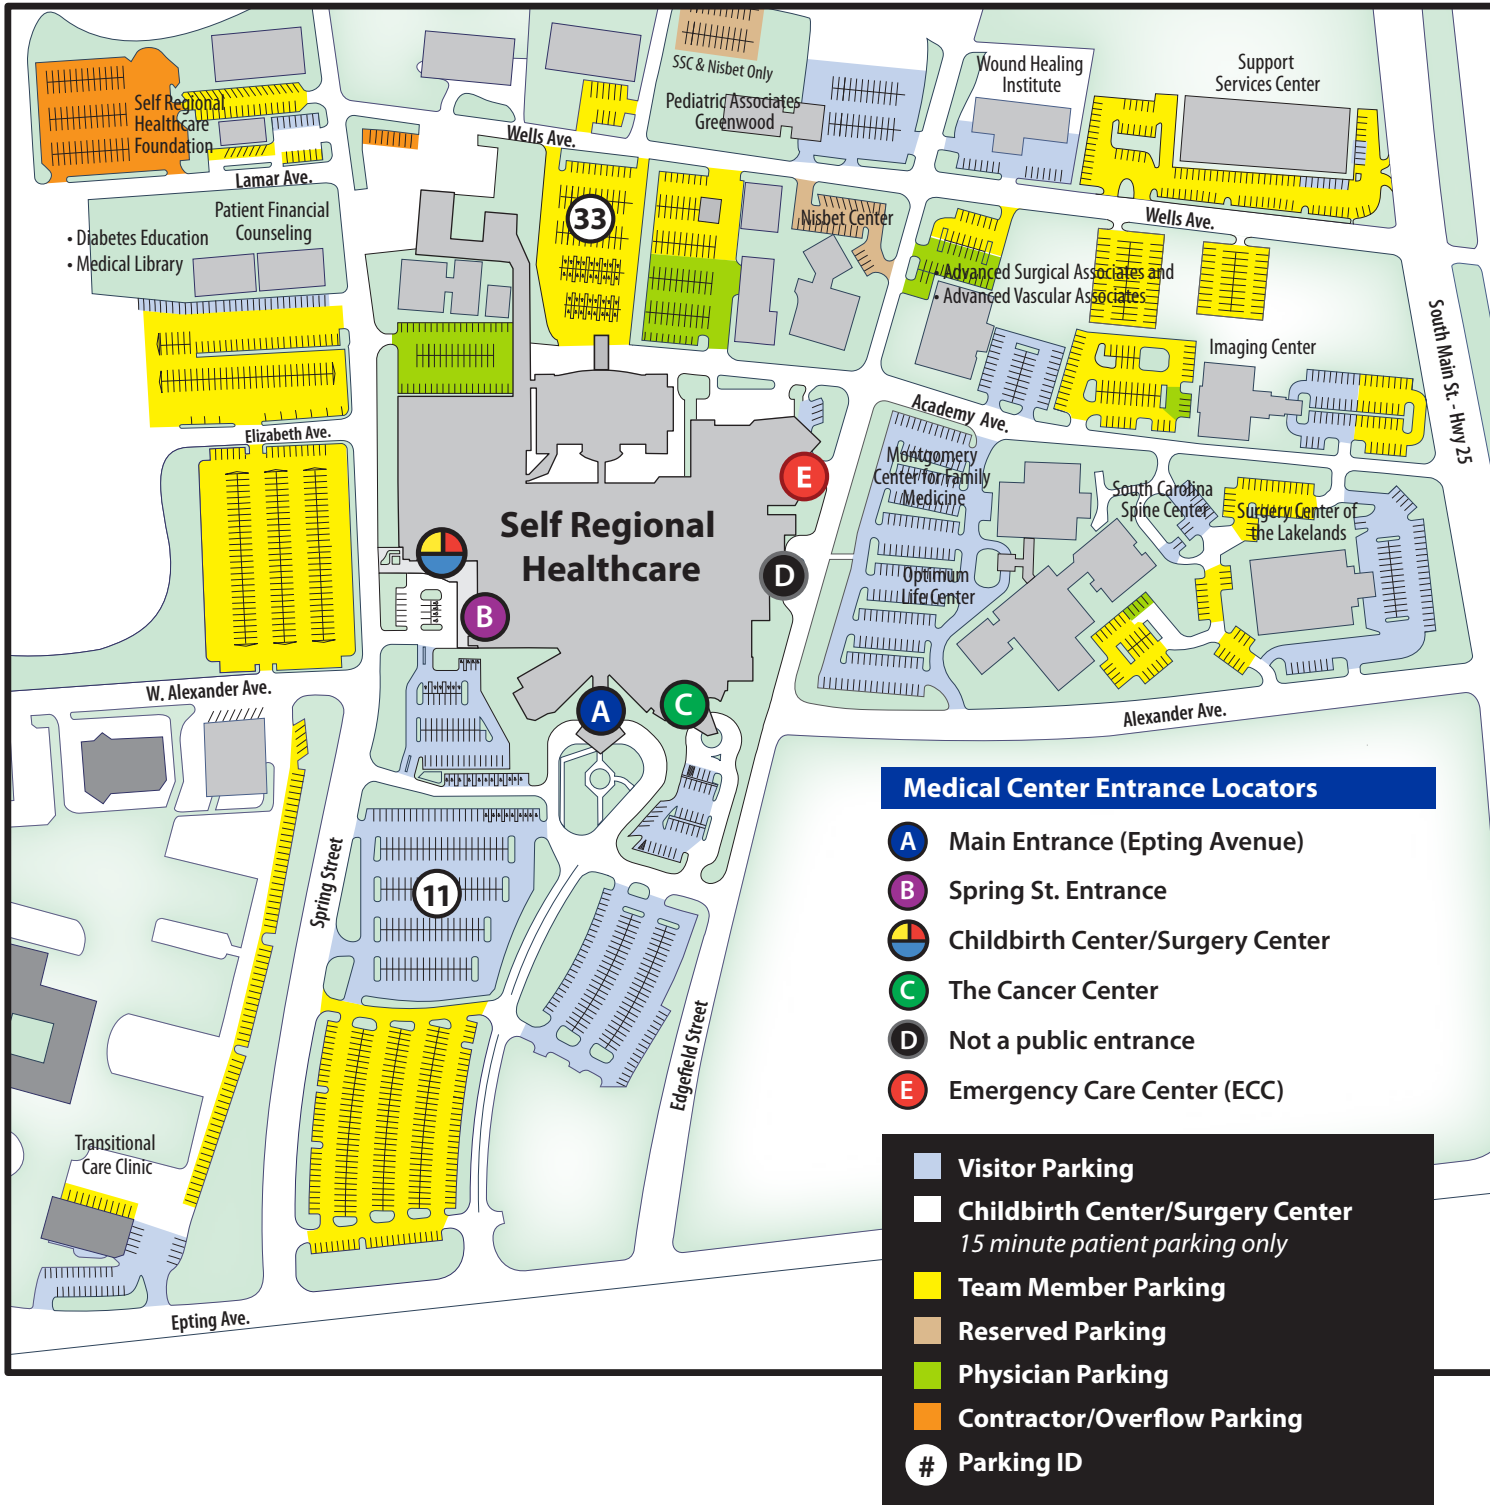 SSC & Nisbet Only
Pediatric Associates
Greenwood
Wound Healing
Institute
Support
Services Center
Self Regional
Healthcare
Foundation
Wells Ave.
Lamar Ave.
Patient Financial
Counseling
• Diabetes Education
• Medical Library
33
Nisbet Center
Wells Ave.
• Advanced Surgical Associates and
• Advanced Vascular Associates
South Main St. - Hwy 25
Imaging Center
Academy Ave.
Elizabeth Ave.
Montgomery
Center for Family
Medicine
E
South Carolina
Spine Center
Surgery Center of
the Lakelands
Self Regional
Healthcare
D
Optimum
Life Center
B
W. Alexander Ave.
A
C
Alexander Ave.
Spring Street
11
Edgefield Street
Transitional
Care Clinic
Epting Ave.
Medical Center Entrance Locators
A Main Entrance (Epting Avenue)
B Spring St. Entrance
Childbirth Center/Surgery Center
C The Cancer Center
D Not a public entrance
E Emergency Care Center (ECC)
Visitor Parking
Childbirth Center/Surgery Center
15 minute patient parking only
Team Member Parking
Reserved Parking
Physician Parking
Contractor/Overflow Parking
# Parking ID